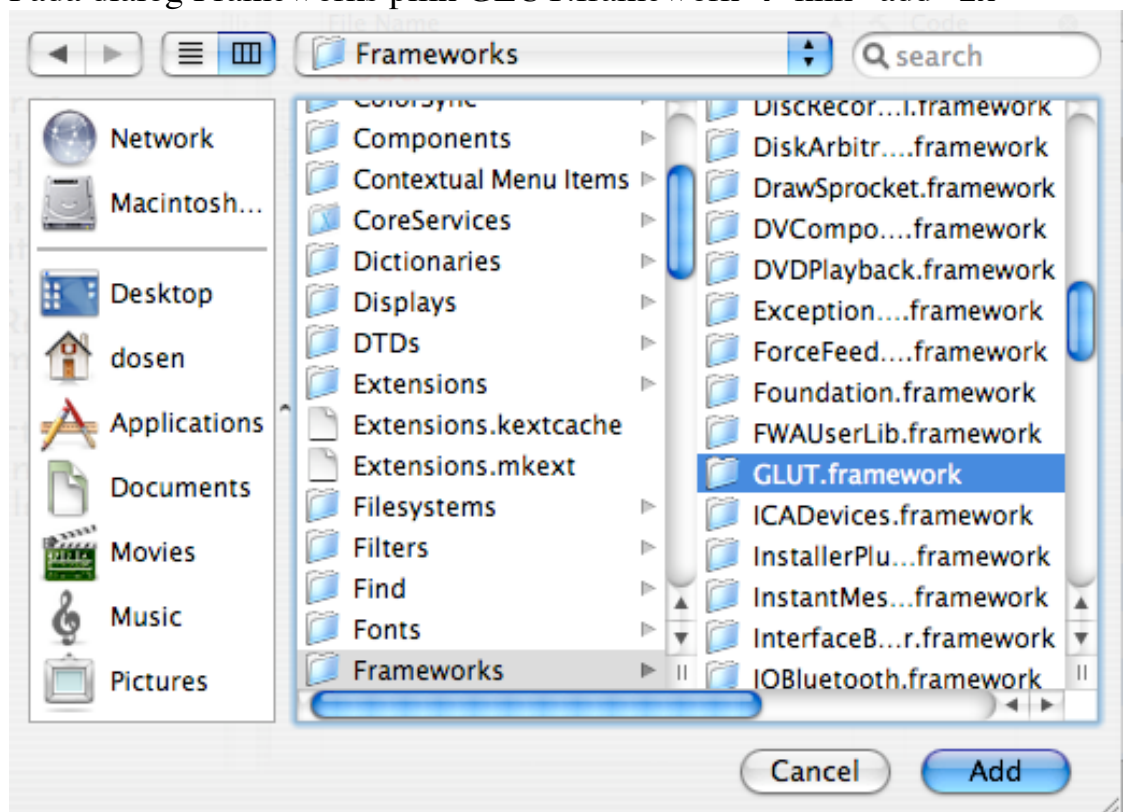 Frameworks
search
Network
Macintosh...
Desktop
dosen
Applications
Documents
Movies
Music
Pictures
Components
Contextual Menu Items
CoreServices
Dictionaries
Displays
DTDs
Extensions
Extensions.kextcache
Extensions.mkext
Filesystems
Filters
Find
Fonts
Frameworks
DiscRecor...l.framework
DiskArbitr....framework
DrawSprocket.framework
DVCompo....framework
DVDPlayback.framework
Exception....framework
ForceFeed....framework
Foundation.framework
FWAUserLib.framework
GLUT.framework
ICADevices.framework
InstallerPlu...framework
InstantMes...framework
InterfaceB...r.framework
IOBluetooth.framework
Cancel
Add